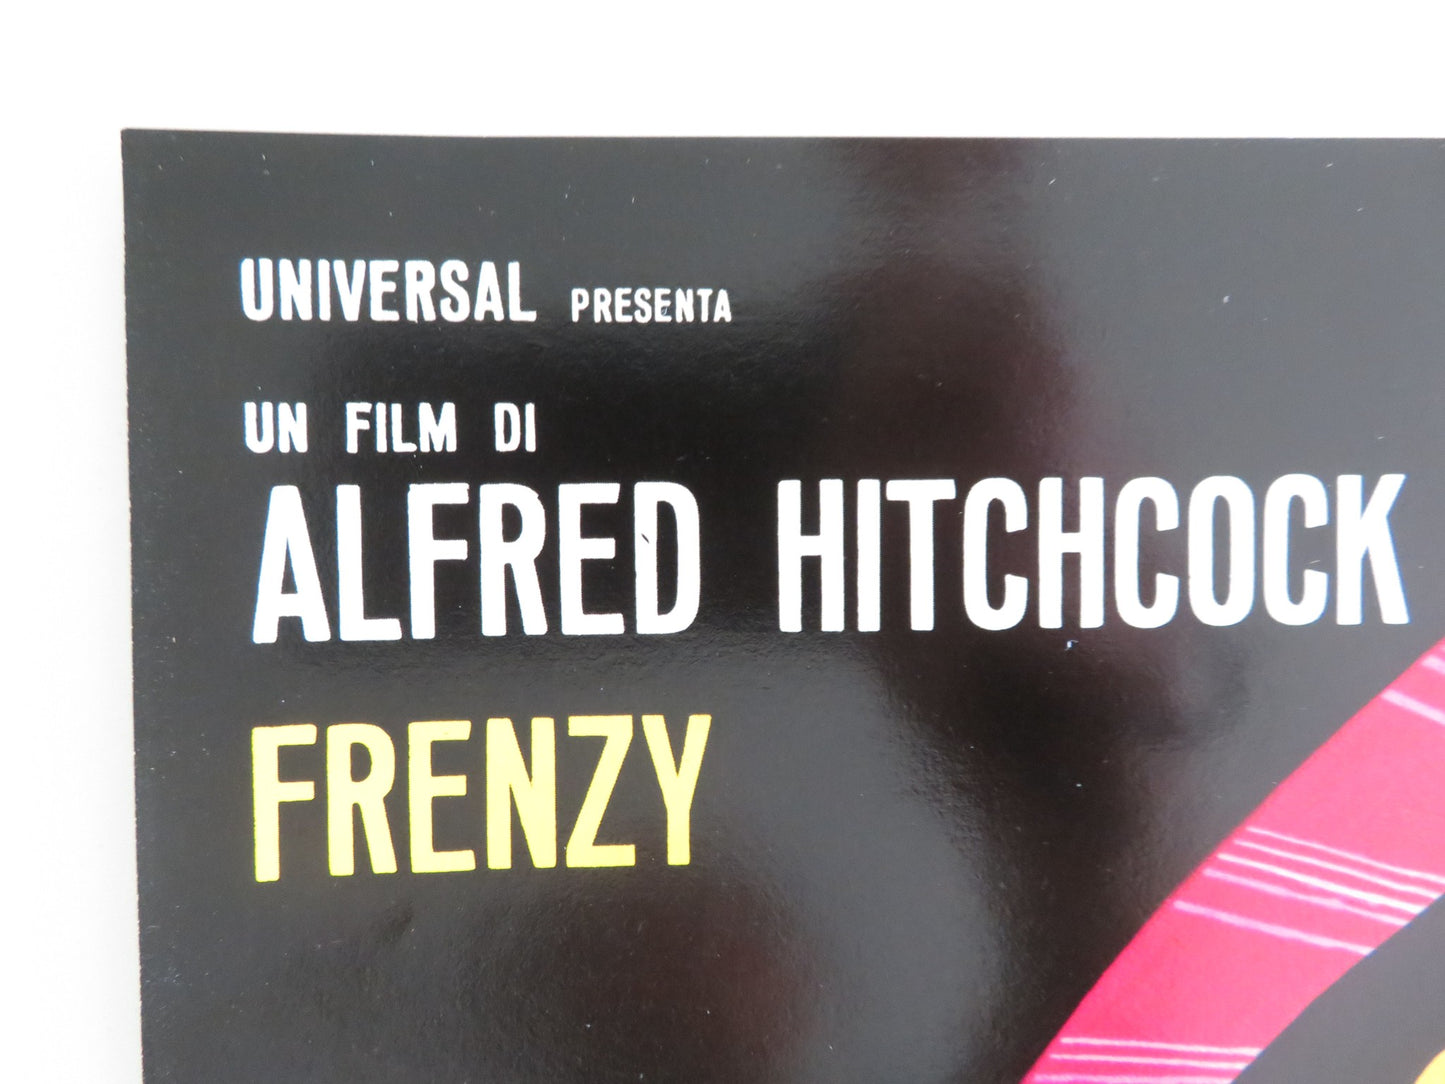 UNIVERSAL PRESENTA
UN FILM DI
ALFRED HITCHCOCK
FRENZY